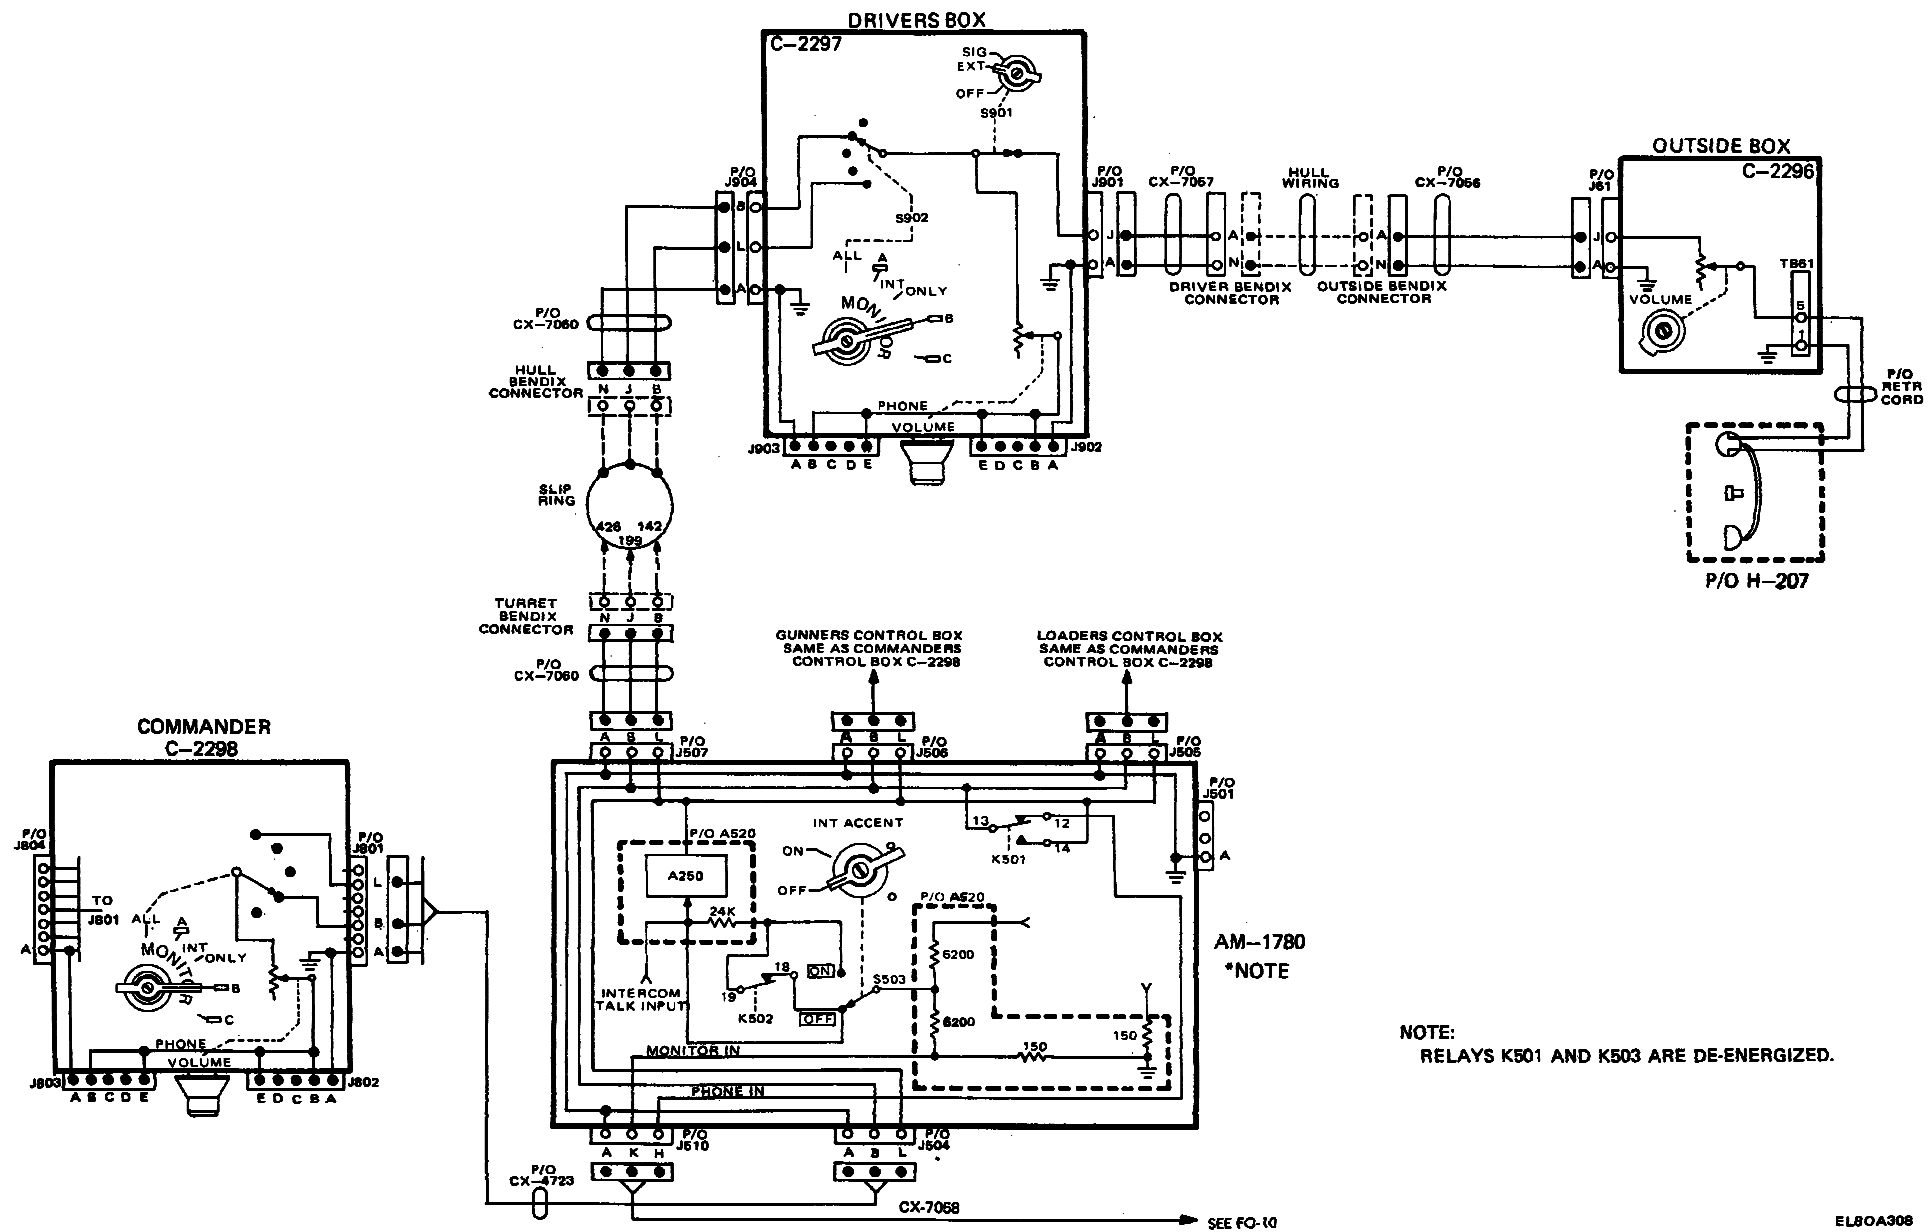 DRIVERS BOX
C-2297
SIG
EXT
OFF
S901
S902
ALL
A
INT
ONLY
MONITOR
B
C
PHONE
VOLUME
P/O
J904
B
L
A
P/O
J901
J
A
J903
A B C D E
J902
E D C B A
P/O
CX-7057
A
N
DRIVER BENDIX
CONNECTOR
HULL
WIRING
OUTSIDE BENDIX
CONNECTOR
A
N
P/O
CX-7056
P/O
J61
J
A
OUTSIDE BOX
C-2296
VOLUME
TB61
5
1
P/O
RETR
CORD
P/O H-207
P/O
CX-7060
HULL
BENDIX
CONNECTOR
N J B
SLIP
RING
426 142
199
TURRET
BENDIX
CONNECTOR
N J B
P/O
CX-7060
A B L
P/O
J507
GUNNERS CONTROL BOX
SAME AS COMMANDERS
CONTROL BOX C-2298
A B L
P/O
J506
LOADERS CONTROL BOX
SAME AS COMMANDERS
CONTROL BOX C-2298
A B L
P/O
J505
P/O
J501
A
COMMANDER
C-2298
P/O
J804
A
TO
J801
P/O
J801
L
B
A
ALL
A
INT
ONLY
MONITOR
B
C
PHONE
VOLUME
J803
A B C D E
J802
E D C B A
P/O A520
A250
24K
INTERCOM
TALK INPUT
INT ACCENT
ON
OFF
13
12
14
K501
18
19
K502
ON
OFF
S503
P/O A520
6200
6200
150
150
MONITOR IN
PHONE IN
AM-1780
*NOTE
A K H
P/O
J510
A B L
P/O
J504
P/O
CX-4723
CX-7058
SEE FO-10
NOTE:
RELAYS K501 AND K503 ARE DE-ENERGIZED.
EL8OA308